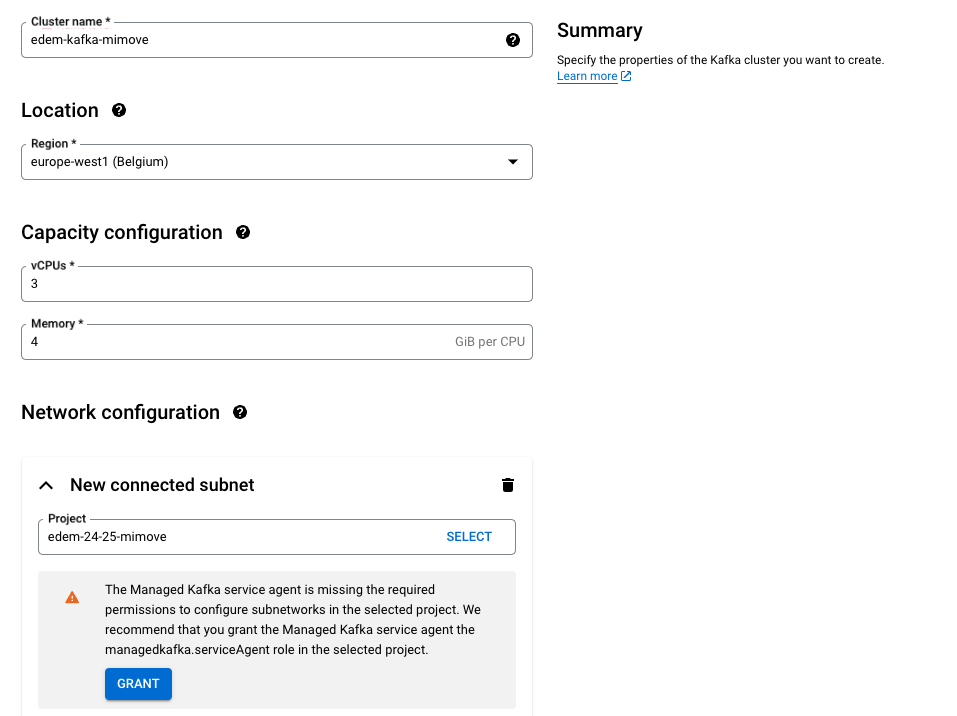 Cluster name *
edem-kafka-mimove
Location
Region *
europe-west1 (Belgium)
Capacity configuration
vCPUs *
3
Memory *
4 GiB per CPU
Network configuration
New connected subnet
Project
edem-24-25-mimove SELECT
The Managed Kafka service agent is missing the required
permissions to configure subnetworks in the selected project. We
recommend that you grant the Managed Kafka service agent the
managedkafka.serviceAgent role in the selected project.
GRANT
Summary
Specify the properties of the Kafka cluster you want to create.
Learn more